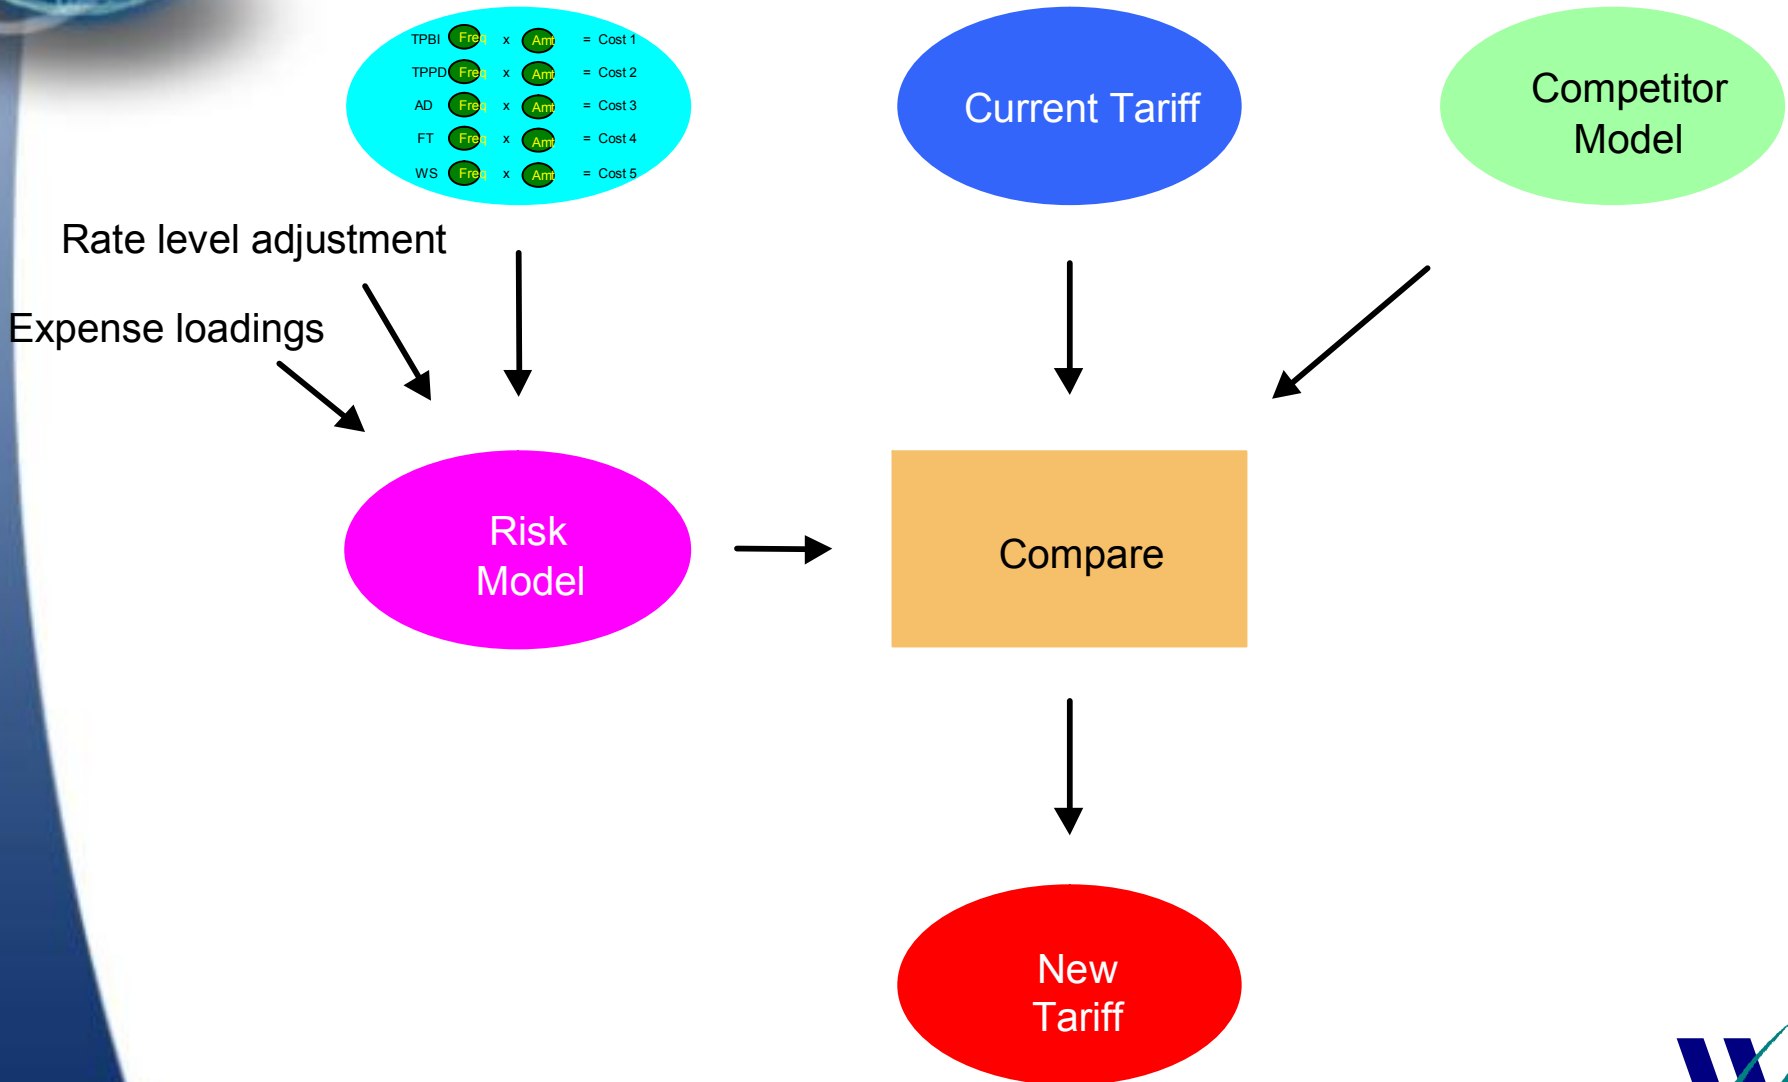 TPBI Freq x Amt = Cost 1
TPPD Freq x Amt = Cost 2
AD Freq x Amt = Cost 3
FT Freq x Amt = Cost 4
WS Freq x Amt = Cost 5
Current Tariff
Competitor
Model
Rate level adjustment
Expense loadings
Risk
Model
Compare
New
Tariff
W